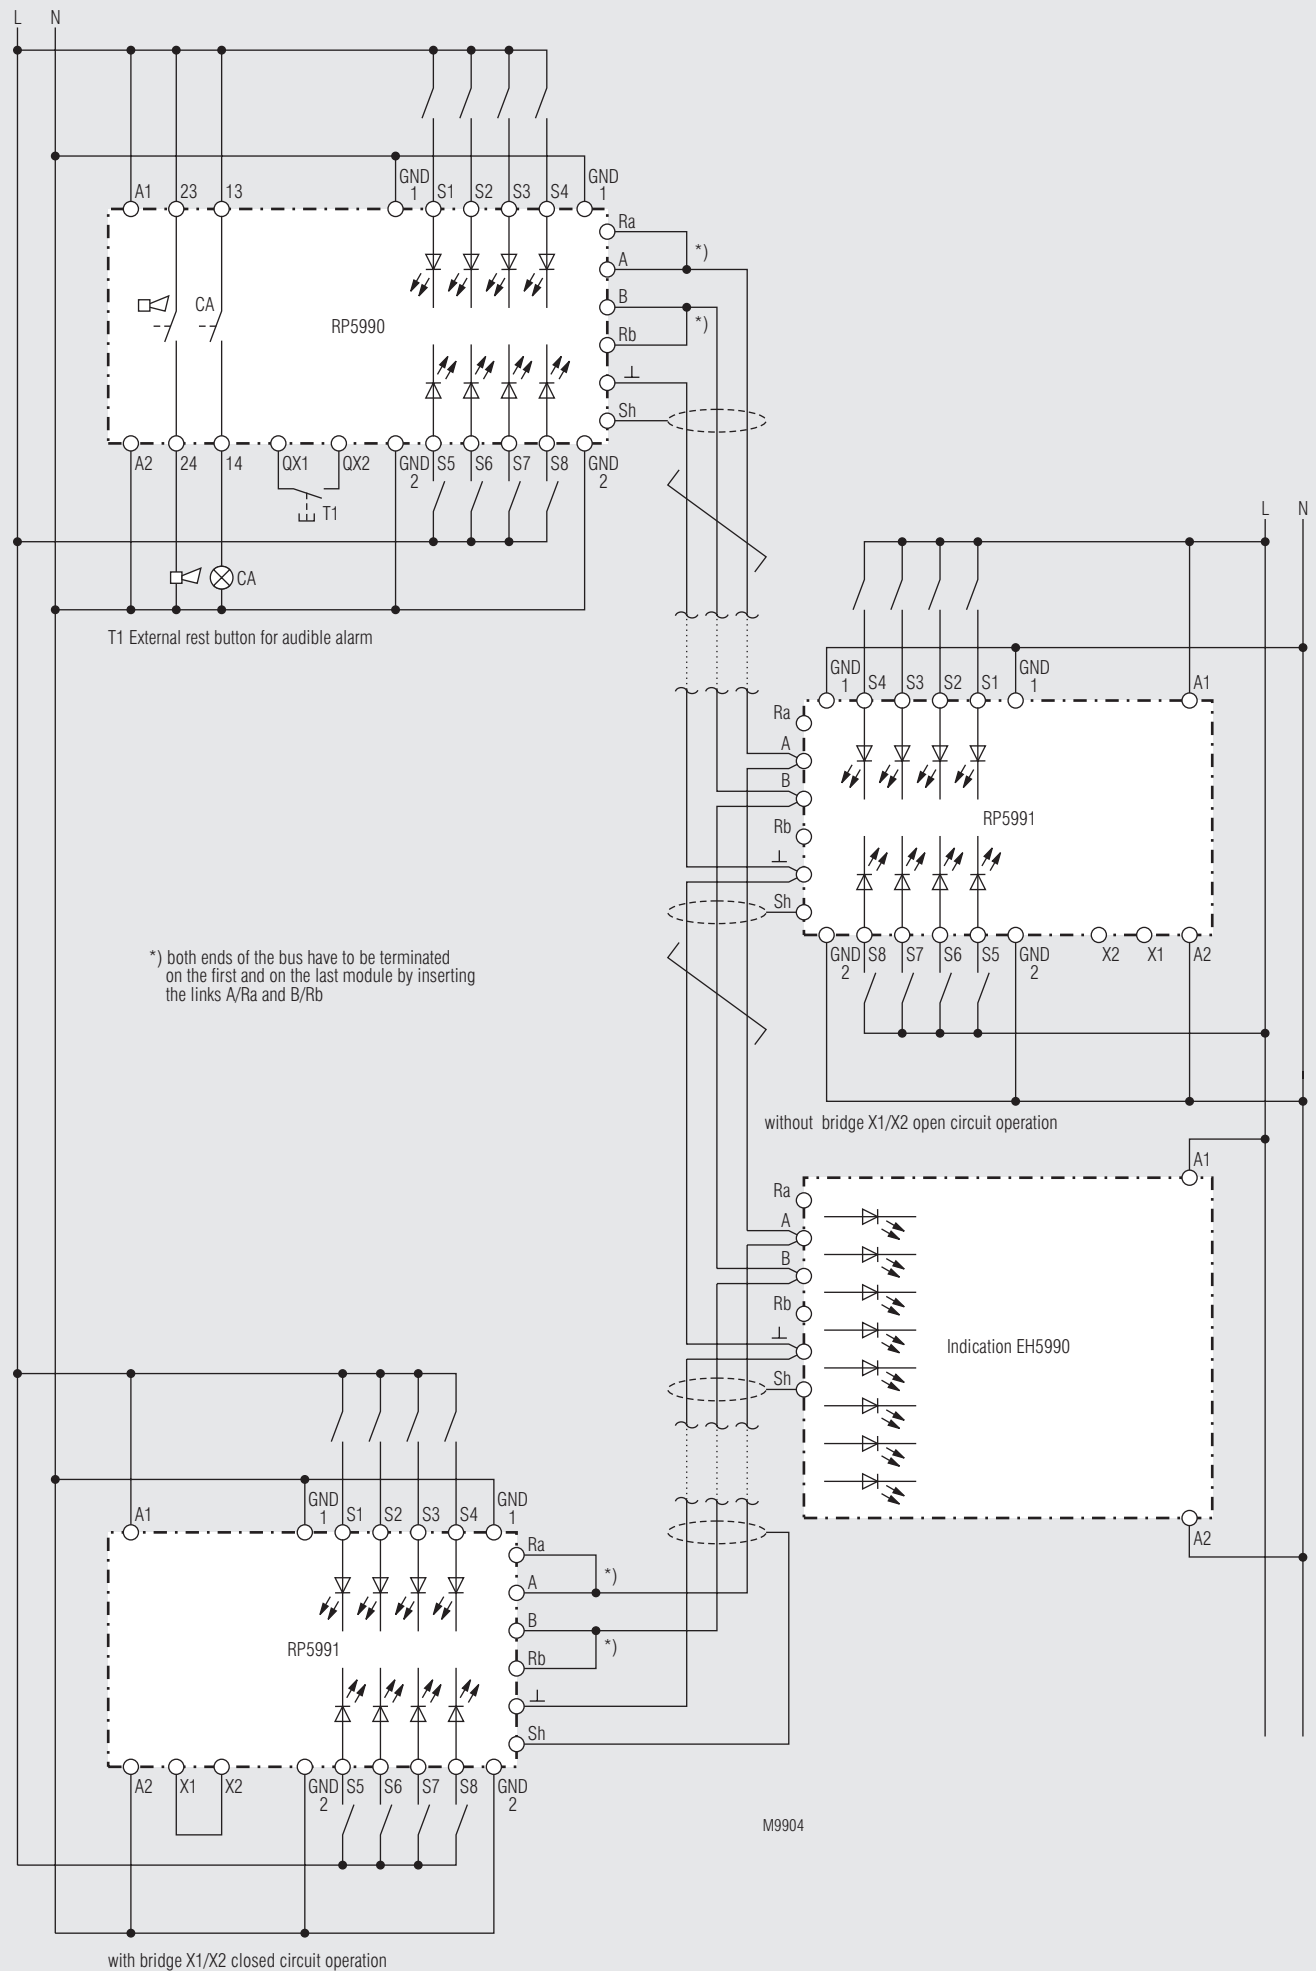 L N
GND 1 GND 1
A1 23 13 S1 S2 S3 S4
Ra
*)
A
CA
B
RP5990
*)
Rb
⊥
Sh
A2 24 14 QX1 QX2 GND 2 S5 S6 S7 S8 GND 2
T1
CA
T1 External rest button for audible alarm
L N
GND 1 S4 S3 S2 S1 GND 1 A1
Ra
A
B
RP5991
Rb
⊥
Sh
GND 2 S8 S7 S6 S5 GND 2 X2 X1 A2
*) both ends of the bus have to be terminated
on the first and on the last module by inserting
the links A/Ra and B/Rb
without bridge X1/X2 open circuit operation
A1
Ra
A
B
Rb
⊥
Indication EH5990
Sh
A2
A1 GND 1 S1 S2 S3 S4 GND 1
Ra
*)
A
B
RP5991
*)
Rb
⊥
Sh
A2 X1 X2 GND 2 S5 S6 S7 S8 GND 2
M9904
with bridge X1/X2 closed circuit operation